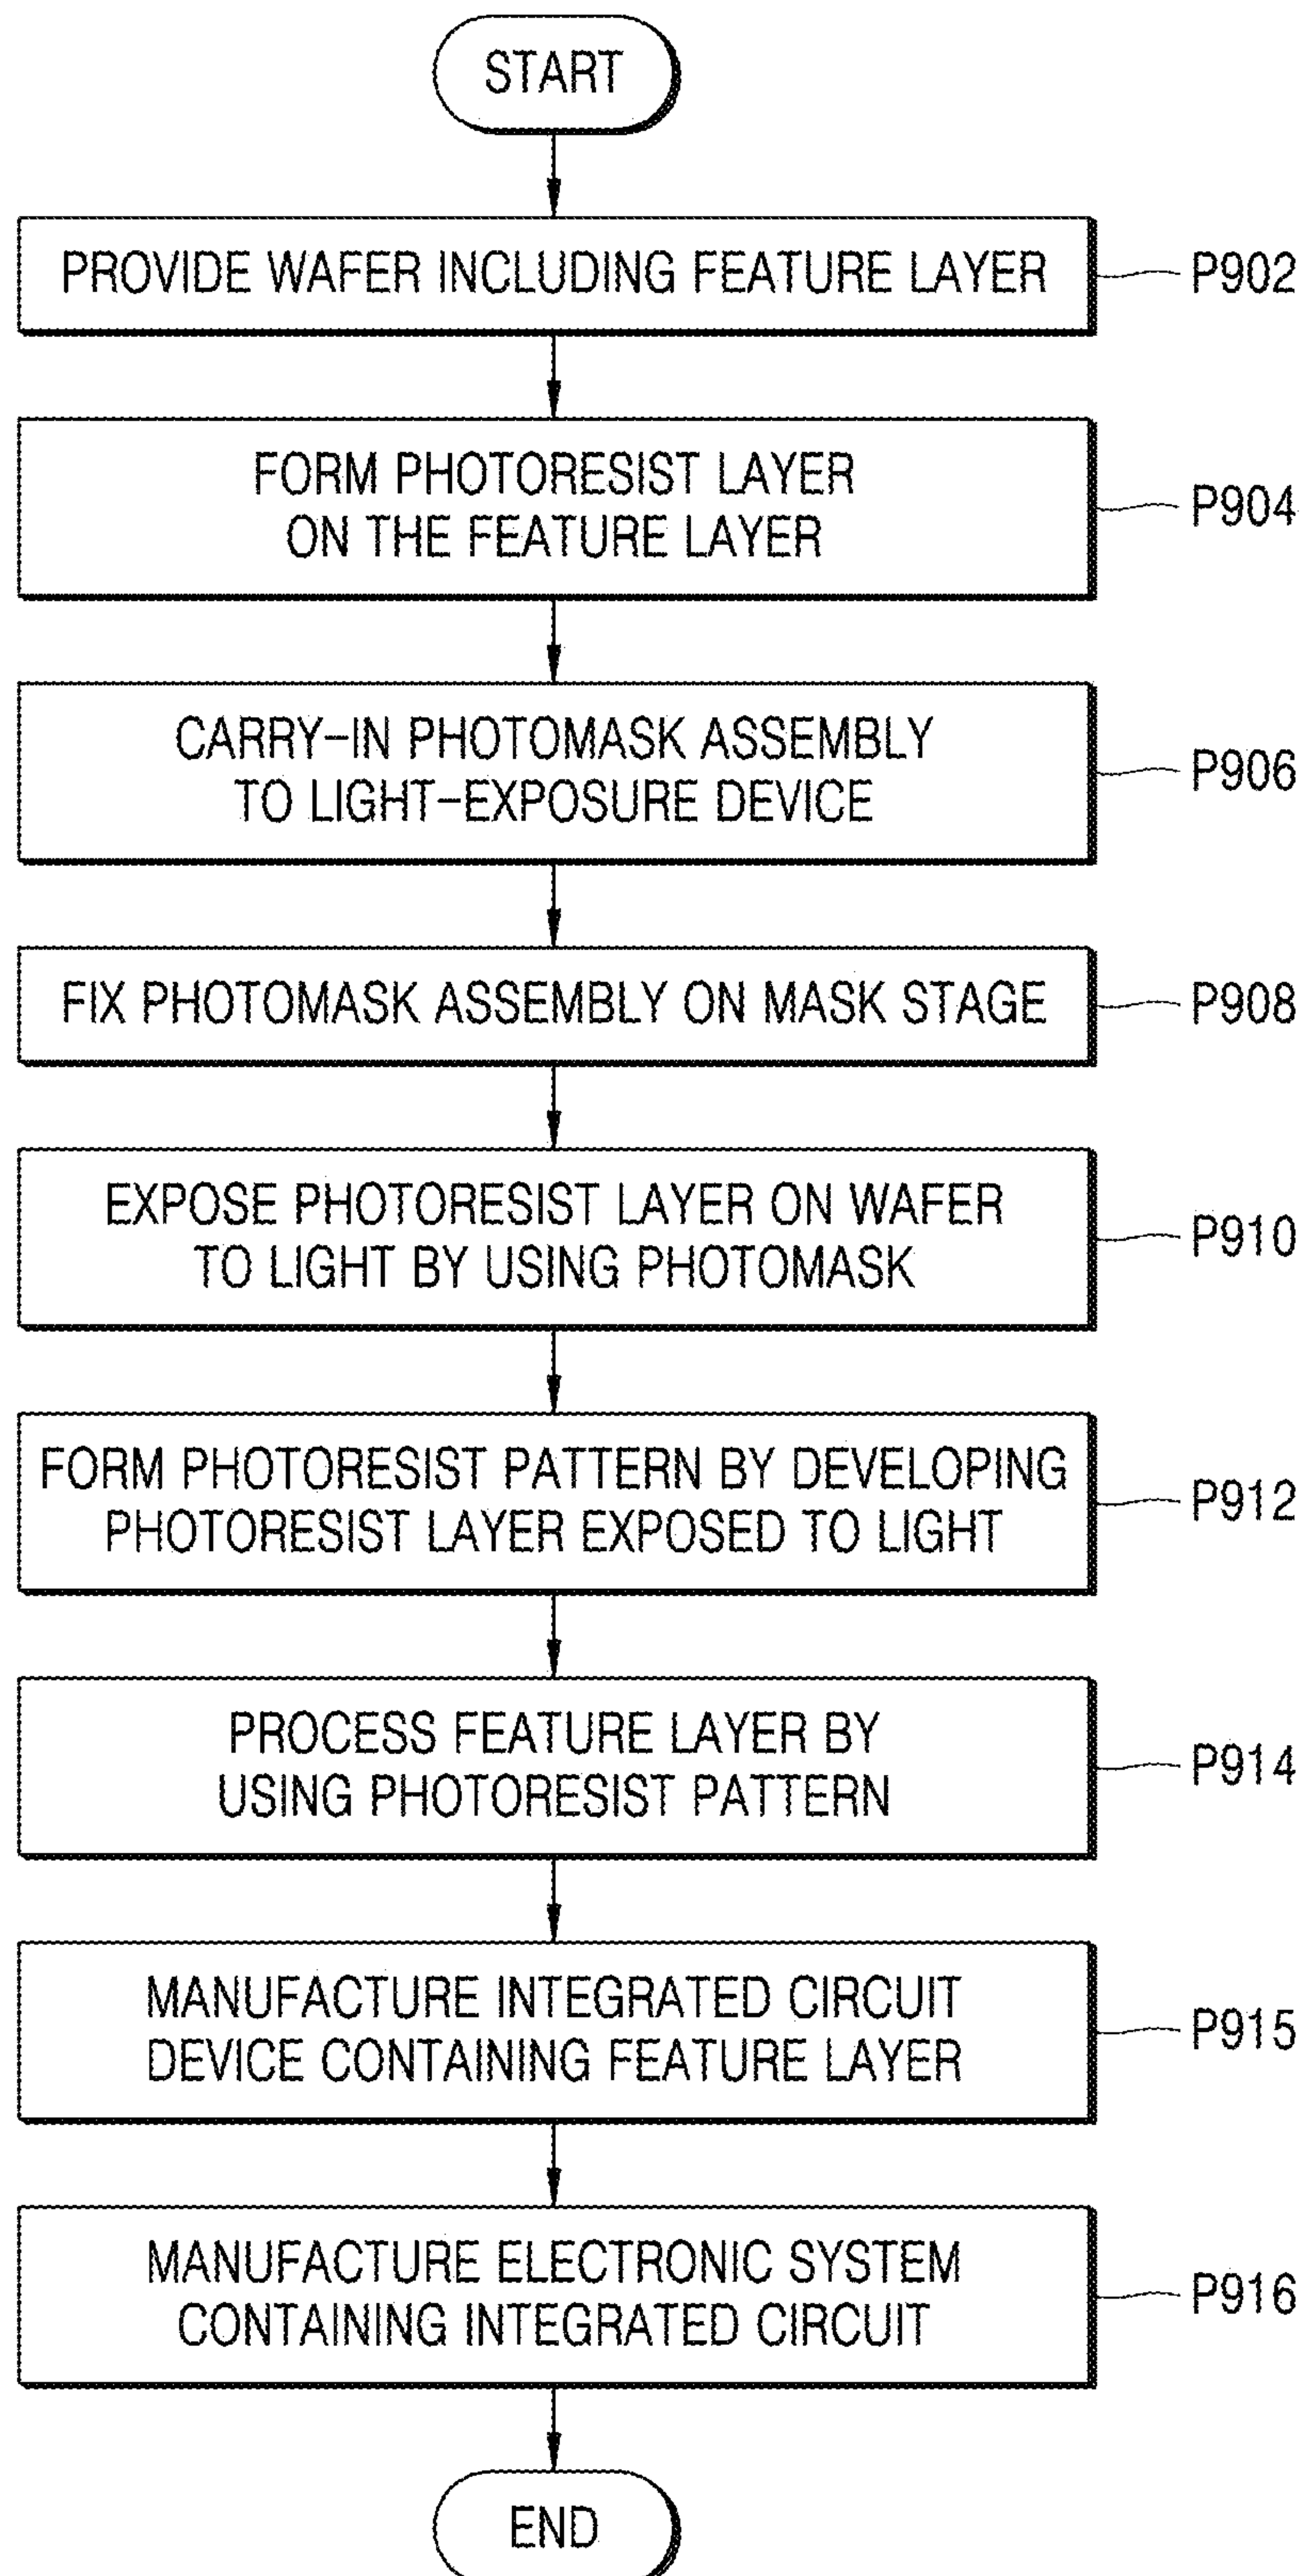 START
PROVIDE WAFER INCLUDING FEATURE LAYER
P902
FORM PHOTORESIST LAYER
ON THE FEATURE LAYER
P904
CARRY-IN PHOTOMASK ASSEMBLY
TO LIGHT-EXPOSURE DEVICE
P906
FIX PHOTOMASK ASSEMBLY ON MASK STAGE
P908
EXPOSE PHOTORESIST LAYER ON WAFER
TO LIGHT BY USING PHOTOMASK
P910
FORM PHOTORESIST PATTERN BY DEVELOPING
PHOTORESIST LAYER EXPOSED TO LIGHT
P912
PROCESS FEATURE LAYER BY
USING PHOTORESIST PATTERN
P914
MANUFACTURE INTEGRATED CIRCUIT
DEVICE CONTAINING FEATURE LAYER
P915
MANUFACTURE ELECTRONIC SYSTEM
CONTAINING INTEGRATED CIRCUIT
P916
END